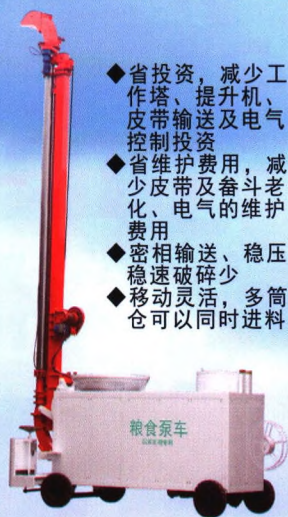 ◆省投资，减少工
作塔、提升机、
皮带输送及电气
控制投资
◆省维护费用，减
少皮带及畚斗老
化、电气的维护
费用
◆密相输送、稳压
稳速破碎少
◆移动灵活，多筒
仓可以同时进料
粮食泵车